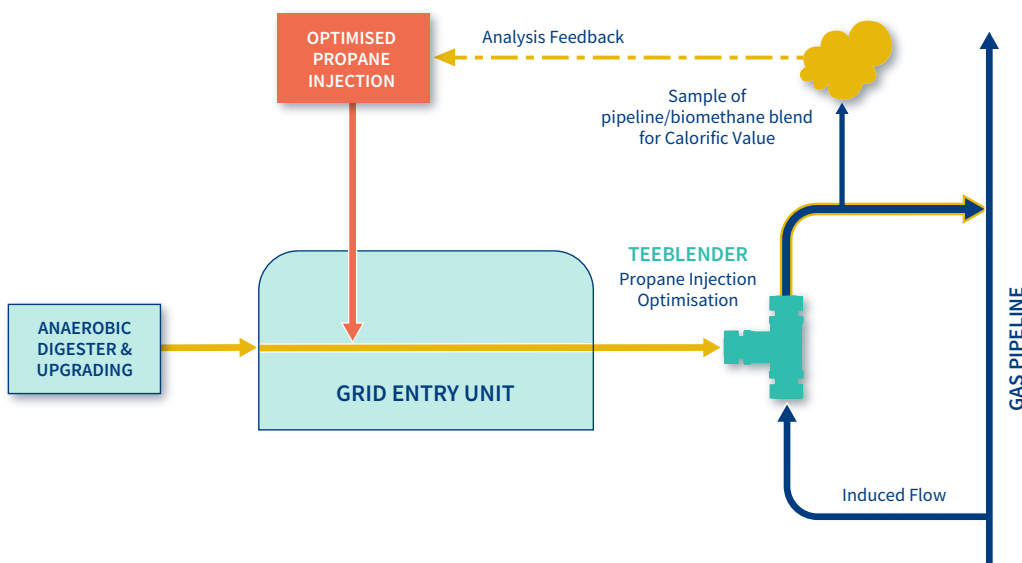 OPTIMISED
PROPANE
INJECTION
Analysis Feedback
Sample of
pipeline/biomethane blend
for Calorific Value
TEEBLENDER
Propane Injection
Optimisation
ANAEROBIC
DIGESTER &
UPGRADING
GRID ENTRY UNIT
GAS PIPELINE
Induced Flow